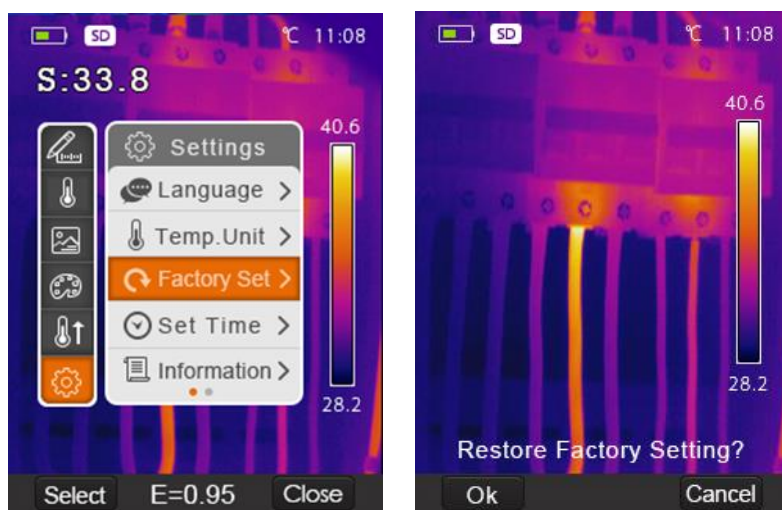 SD ℃ 11:08
S:33.8
40.6
Settings
Language
Temp.Unit
Factory Set
Set Time
Information
28.2
Select E=0.95 Close
SD ℃ 11:08
40.6
28.2
Restore Factory Setting?
Ok Cancel